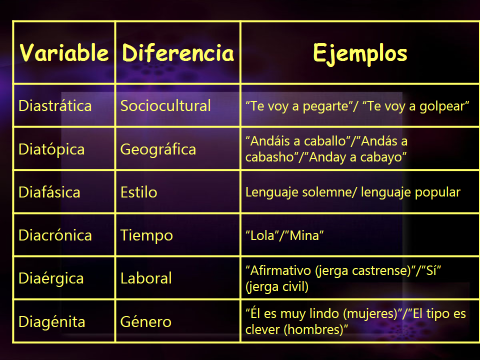 Variable Diferencia Ejemplos
Diastrática Sociocultural “Te voy a pegarte”/ “Te voy a golpear”
Diatópica Geográfica “Andáis a caballo”/”Andás a
cabasho”/”Anday a cabayo”
Diafásica Estilo Lenguaje solemne/ lenguaje popular
Diacrónica Tiempo “Lola”/”Mina”
Diaérgica Laboral “Afirmativo (jerga castrense)”/”Sí”
(jerga civil)
Diagénita Género “Él es muy lindo (mujeres)”/”El tipo es
clever (hombres)”